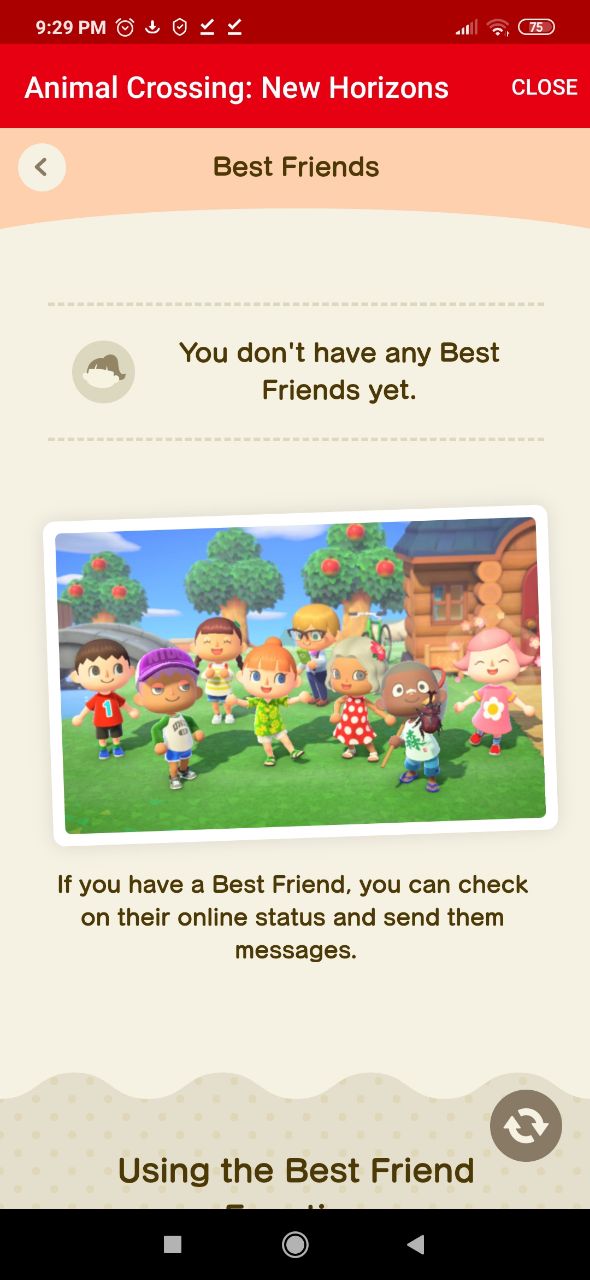 9:29 PM
75
Animal Crossing: New Horizons
CLOSE
Best Friends
You don't have any Best
Friends yet.
1
If you have a Best Friend, you can check
on their online status and send them
messages.
Using the Best Friend